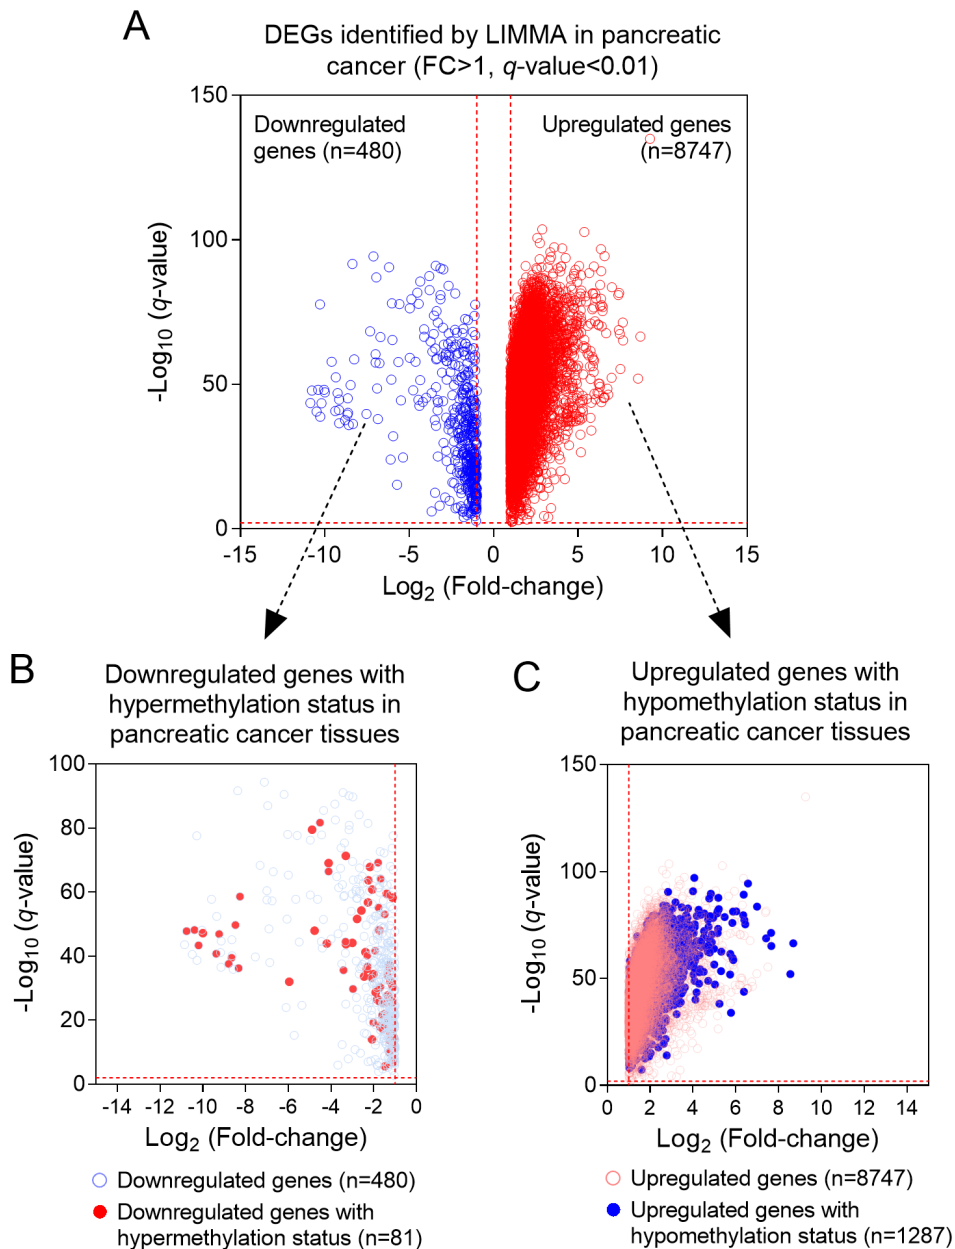 A
DEGs identified by LIMMA in pancreatic
cancer (FC>1, q-value<0.01)
150
100
50
0
-Log10 (q-value)
Downregulated
genes (n=480)
Upregulated genes
(n=8747)
-15 -10 -5 0 5 10 15
Log2 (Fold-change)
B
Downregulated genes with
hypermethylation status in
pancreatic cancer tissues
100
80
60
40
20
0
-Log10 (q-value)
-14 -12 -10 -8 -6 -4 -2 0
Log2 (Fold-change)
Downregulated genes (n=480)
Downregulated genes with
hypermethylation status (n=81)
C
Upregulated genes with
hypomethylation status in
pancreatic cancer tissues
150
100
50
0
-Log10 (q-value)
0 2 4 6 8 10 12 14
Log2 (Fold-change)
Upregulated genes (n=8747)
Upregulated genes with
hypomethylation status (n=1287)